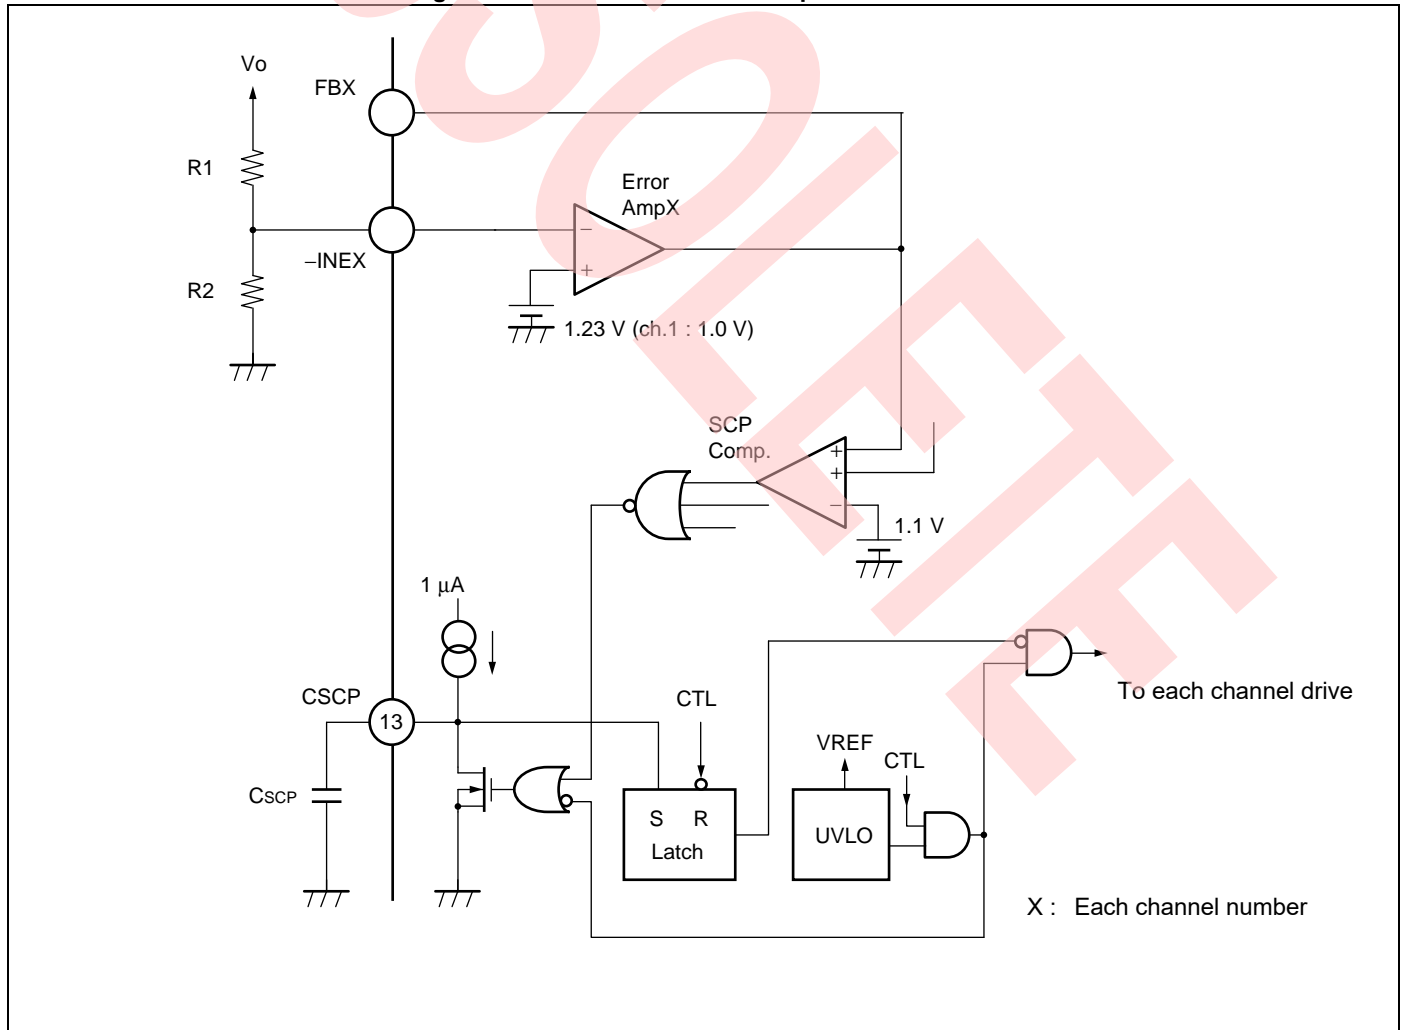 Vo
FBX
R1
Error
AmpX
−
−INEX
+
R2
1.23 V (ch.1 : 1.0 V)
SCP
Comp.
+
+
−
1.1 V
1 μA
CSCP
13
CTL
To each channel drive
VREF
CTL
CSCP
S R
Latch
UVLO
X : Each channel number
SOLETE